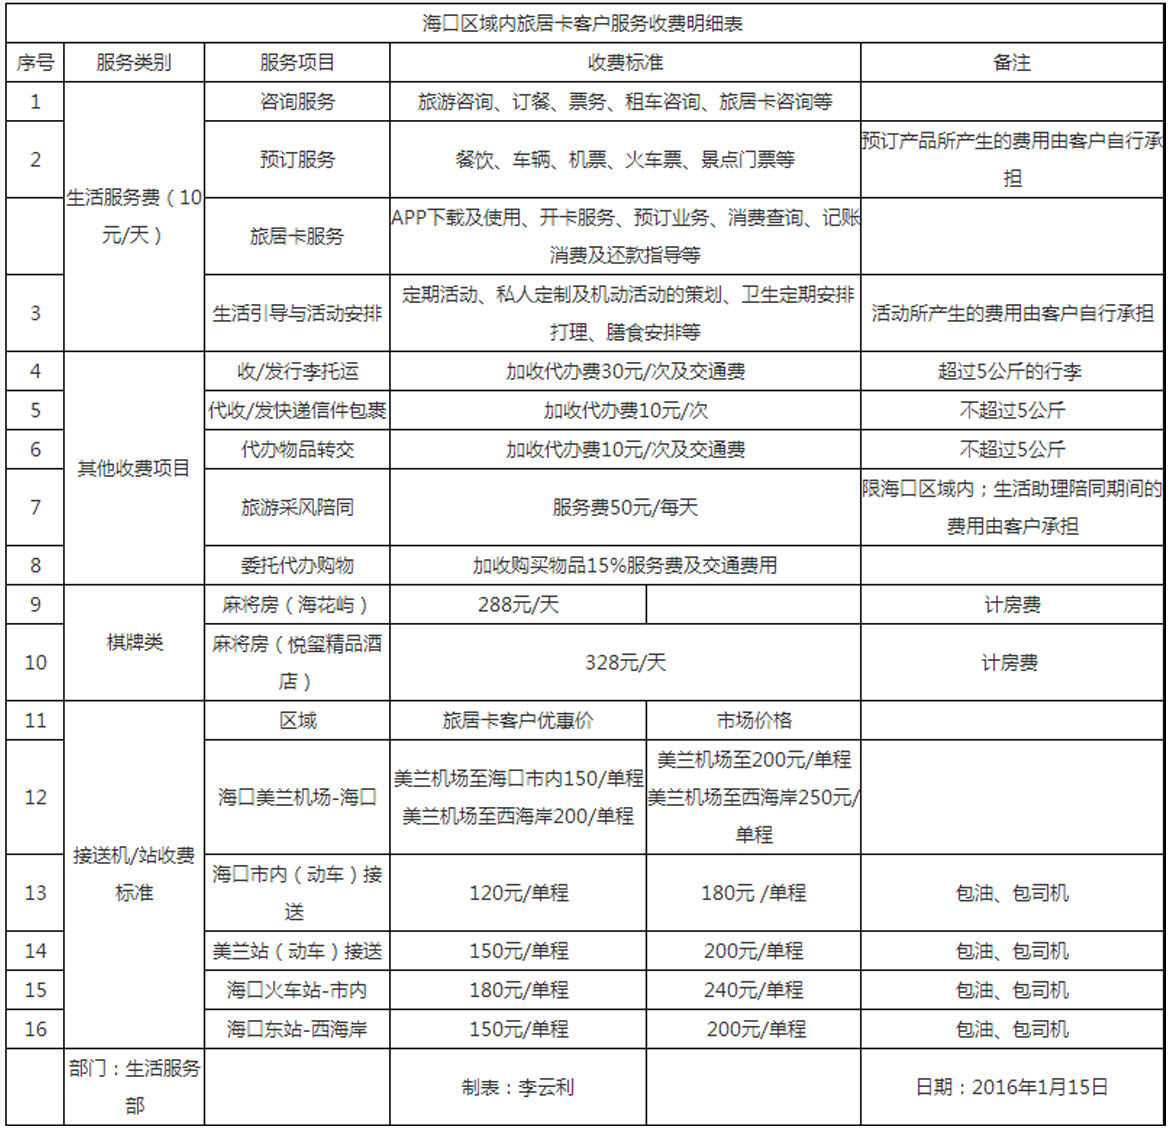 海口区域内旅居卡客户服务收费明细表
序号 服务类别 服务项目 收费标准 备注
1 咨询服务 旅游咨询、订餐、票务、租车咨询、旅居卡咨询等
生活服务费（10
元/天）
2 预订服务 餐饮、车辆、机票、火车票、景点门票等
预订产品所产生的费用由客户自行承
担
旅居卡服务
APP下载及使用、开卡服务、预订业务、消费查询、记账
消费及还款指导等
3 生活引导与活动安排
定期活动、私人定制及机动活动的策划、卫生定期安排
打理、膳食安排等
活动所产生的费用由客户自行承担
其他收费项目
4 收/发行李托运 加收代办费30元/次及交通费 超过5公斤的行李
5 代收/发快递信件包裹 加收代办费10元/次 不超过5公斤
6 代办物品转交 加收代办费10元/次及交通费 不超过5公斤
7 旅游采风陪同 服务费50元/每天
限海口区域内；生活助理陪同期间的
费用由客户承担
8 委托代办购物 加收购买物品15%服务费及交通费用
棋牌类
9 麻将房（海花屿） 288元/天 计房费
10
麻将房（悦玺精品酒
店）
328元/天 计房费
接送机/站收费
标准
11 区域 旅居卡客户优惠价 市场价格
12 海口美兰机场-海口
美兰机场至海口市内150/单程
美兰机场至西海岸200/单程
美兰机场至200元/单程
美兰机场至西海岸250元/
单程
13
海口市内（动车）接
送
120元/单程 180元 /单程 包油、包司机
14 美兰站（动车）接送 150元/单程 200元/单程 包油、包司机
15 海口火车站-市内 180元/单程 240元/单程 包油、包司机
16 海口东站-西海岸 150元/单程 200元/单程 包油、包司机
部门：生活服务
部
制表：李云利 日期：2016年1月15日